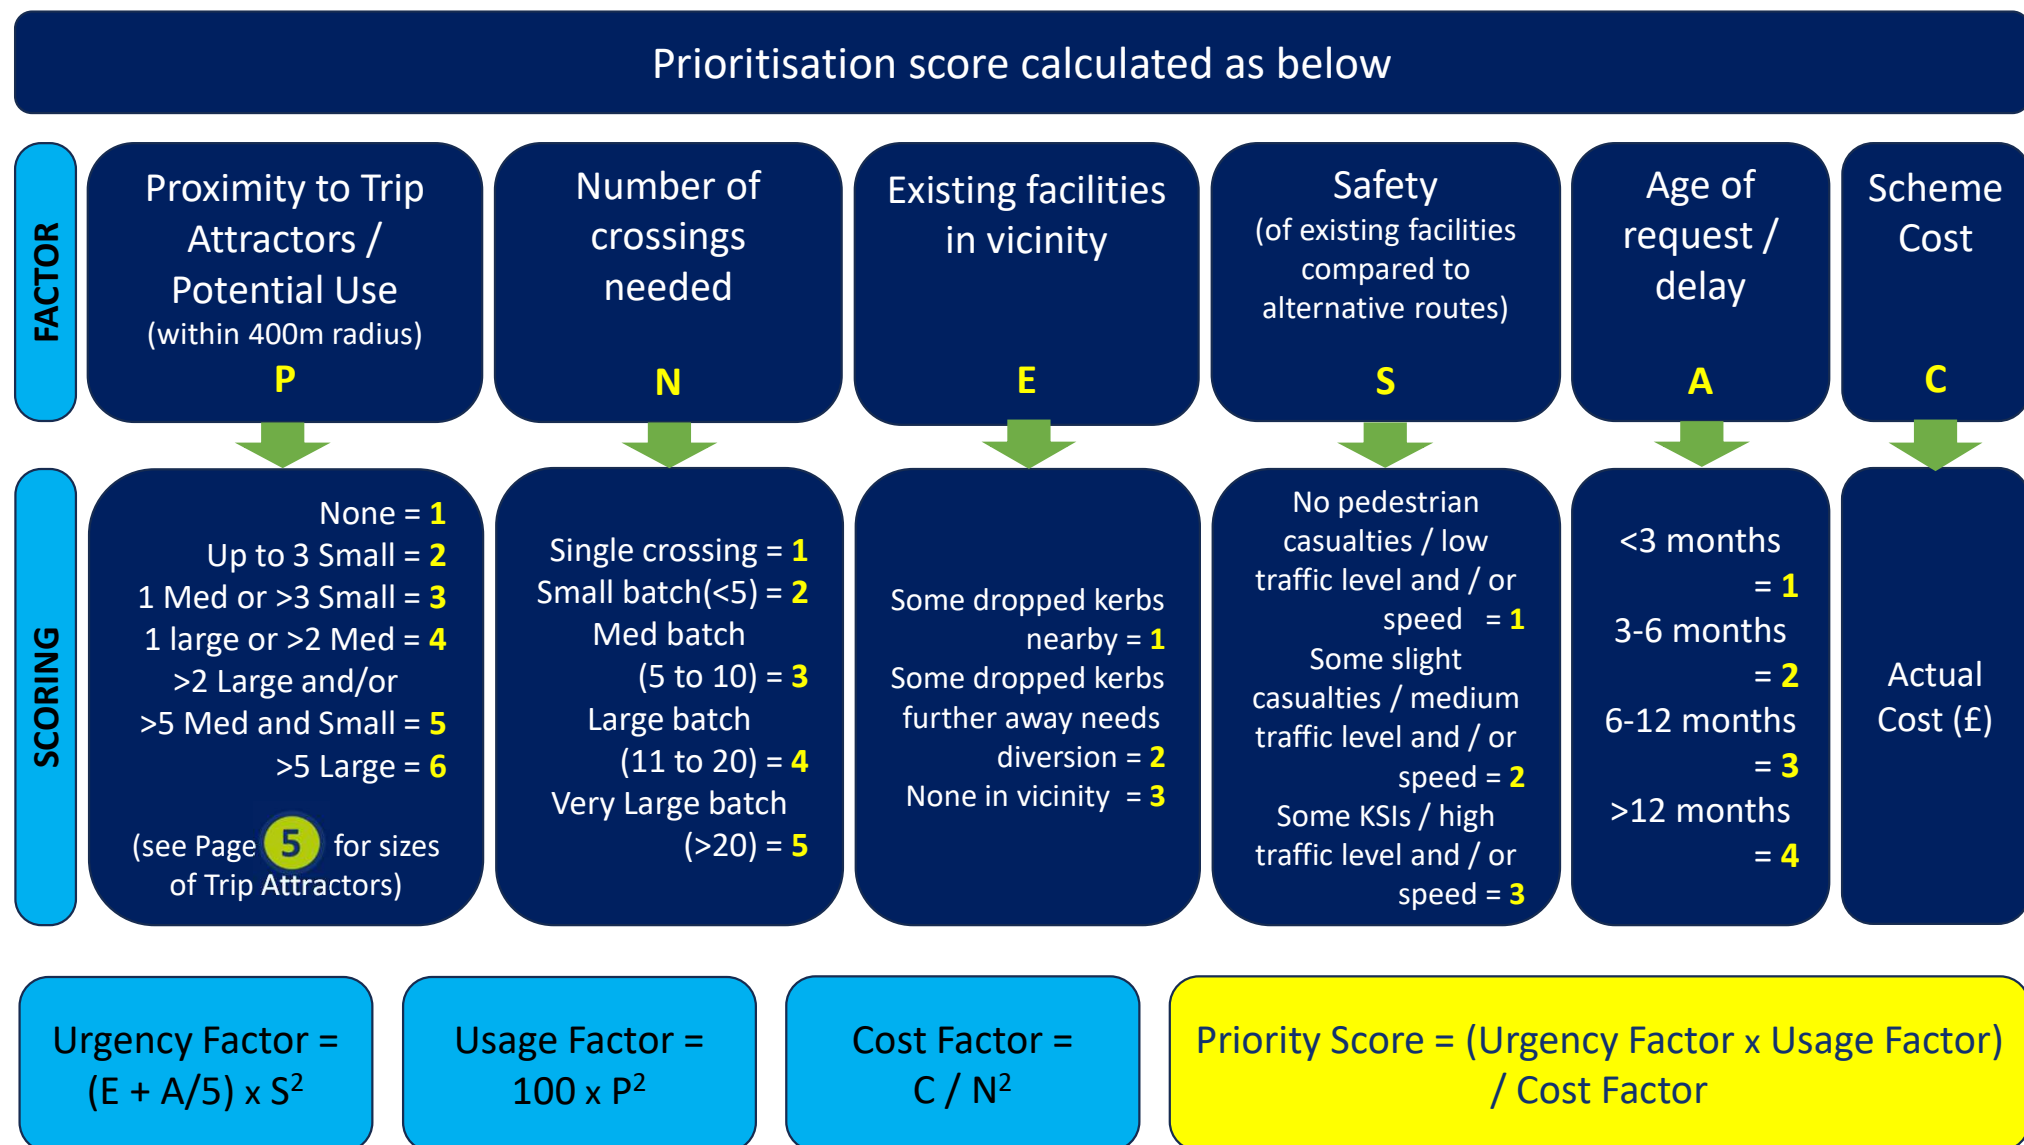 Prioritisation score calculated as below
FACTOR
Proximity to Trip
Attractors /
Potential Use
(within 400m radius)
P
Number of
crossings
needed
N
Existing facilities
in vicinity
E
Safety
(of existing facilities
compared to
alternative routes)
S
Age of
request /
delay
A
Scheme
Cost
C
SCORING
None = 1
Up to 3 Small = 2
1 Med or >3 Small = 3
1 large or >2 Med = 4
>2 Large and/or
>5 Med and Small = 5
>5 Large = 6
(see Page 5 for sizes
of Trip Attractors)
Single crossing = 1
Small batch(<5) = 2
Med batch
(5 to 10) = 3
Large batch
(11 to 20) = 4
Very Large batch
(>20) = 5
Some dropped kerbs
nearby = 1
Some dropped kerbs
further away needs
diversion = 2
None in vicinity = 3
No pedestrian
casualties / low
traffic level and / or
speed = 1
Some slight
casualties / medium
traffic level and / or
speed = 2
Some KSIs / high
traffic level and / or
speed = 3
<3 months
= 1
3-6 months
= 2
6-12 months
= 3
>12 months
= 4
Actual
Cost (£)
Urgency Factor =
(E + A/5) x S²
Usage Factor =
100 x P²
Cost Factor =
C / N²
Priority Score = (Urgency Factor x Usage Factor)
/ Cost Factor